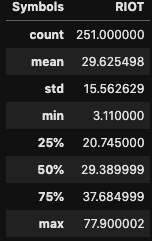 Symbols RIOT
count 251.000000
mean 29.625498
std 15.562629
min 3.110000
25% 20.745000
50% 29.389999
75% 37.684999
max 77.900002